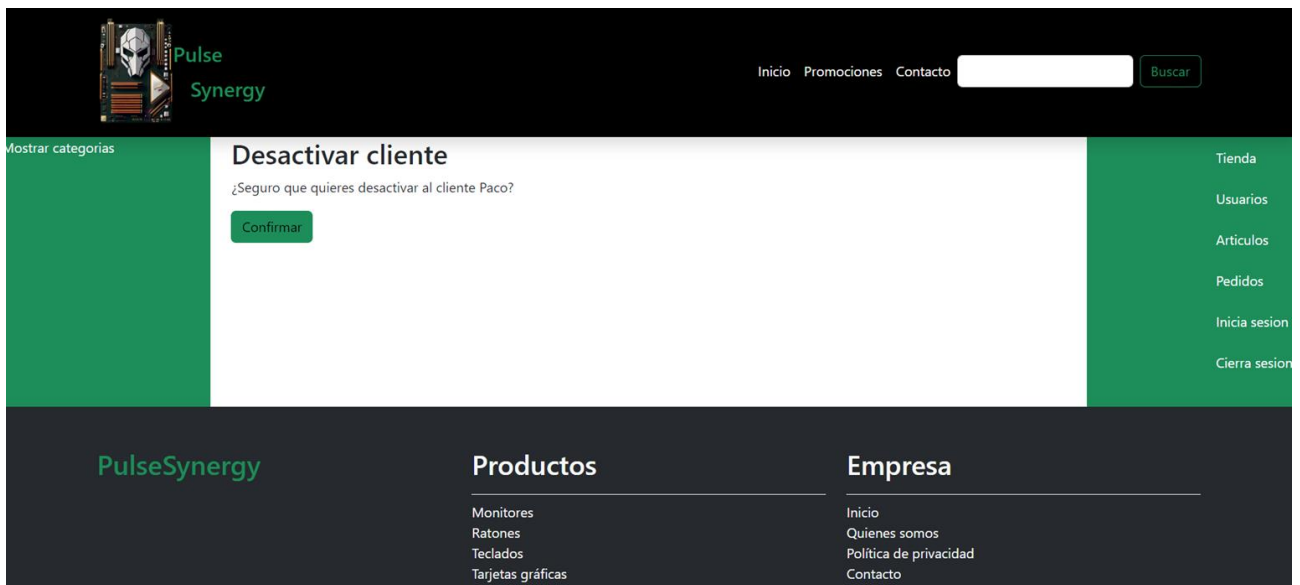 Pulse
Synergy
Inicio Promociones Contacto
Buscar
Mostrar categorias
Desactivar cliente
¿Seguro que quieres desactivar al cliente Paco?
Confirmar
Tienda
Usuarios
Articulos
Pedidos
Inicia sesion
Cierra sesion
PulseSynergy
Productos
Monitores
Ratones
Teclados
Tarjetas gráficas
Empresa
Inicio
Quienes somos
Política de privacidad
Contacto